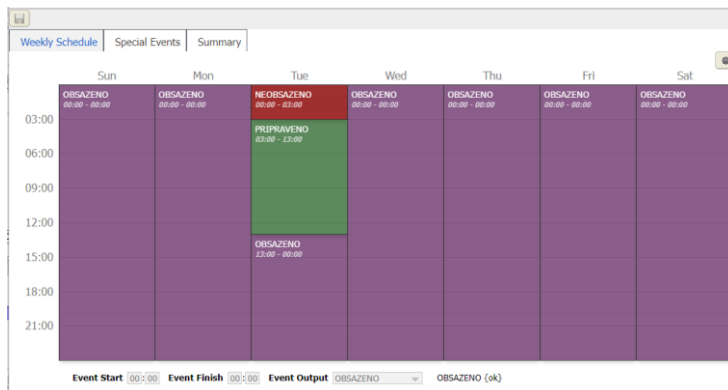 Weekly Schedule Special Events Summary
Sun Mon Tue Wed Thu Fri Sat
OBSAZENO OBSAZENO NEOBSAZENO OBSAZENO OBSAZENO OBSAZENO OBSAZENO
00:00 - 00:00 00:00 - 00:00 00:00 - 03:00 00:00 - 00:00 00:00 - 00:00 00:00 - 00:00 00:00 - 00:00
03:00
PRIPRAVENO
03:00 - 13:00
06:00
09:00
12:00
OBSAZENO
13:00 - 00:00
15:00
18:00
21:00
Event Start 00:00 Event Finish 00:00 Event Output OBSAZENO OBSAZENO {ok}